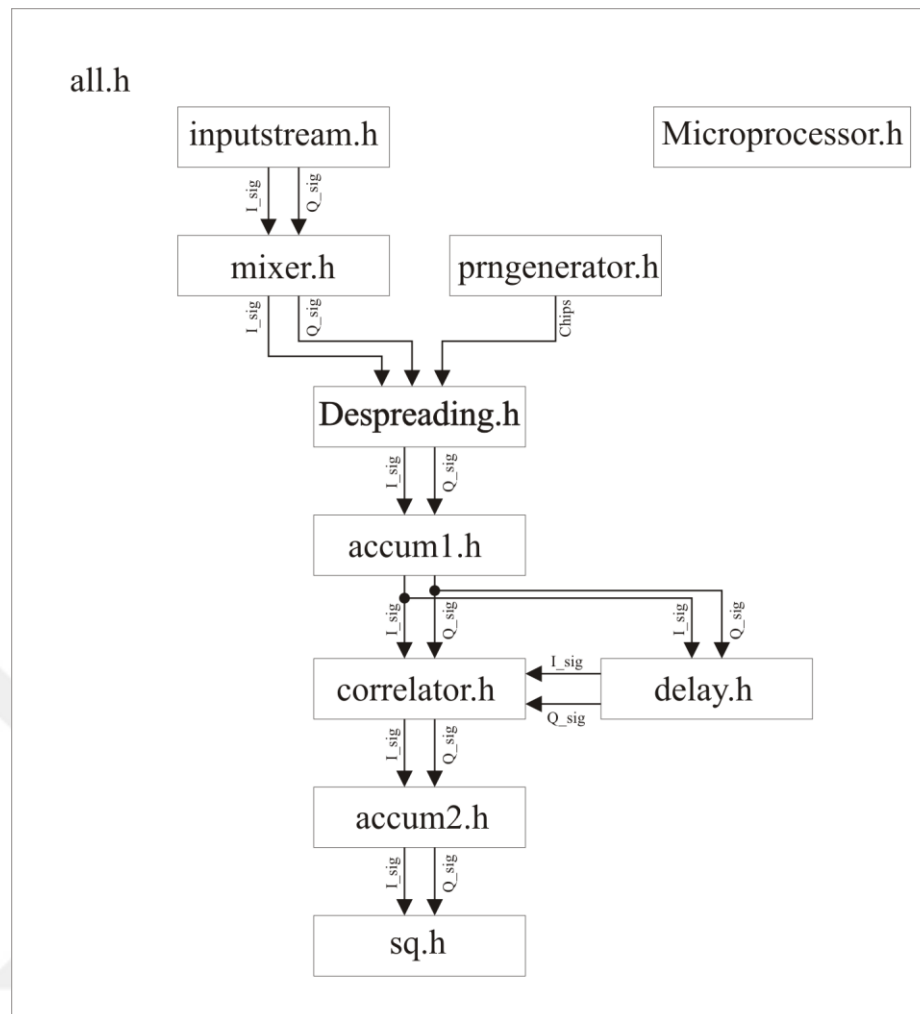 all.h
inputstream.h
Microprocessor.h
I_sig
Q_sig
mixer.h
prngenerator.h
I_sig
Q_sig
Chips
Despreading.h
I_sig
Q_sig
accum1.h
I_sig
Q_sig
I_sig
Q_sig
correlator.h
I_sig
Q_sig
delay.h
I_sig
Q_sig
accum2.h
I_sig
Q_sig
sq.h